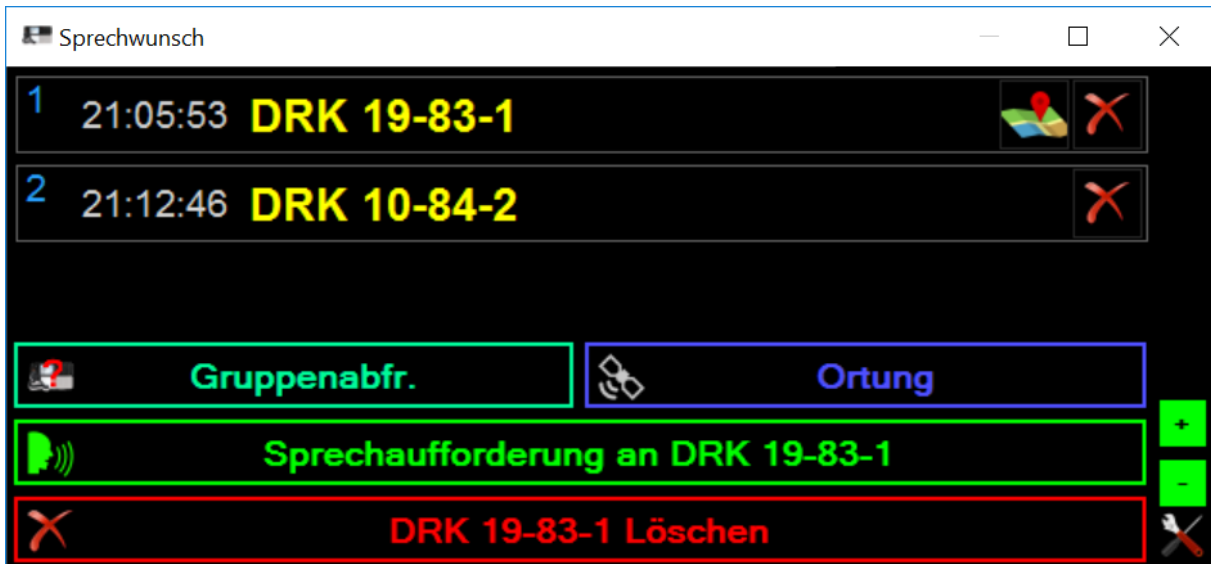 Sprechwunsch
1 21:05:53 DRK 19-83-1
2 21:12:46 DRK 10-84-2
? Gruppenabfr. Ortung
Sprechaufforderung an DRK 19-83-1
+
-
DRK 19-83-1 Löschen